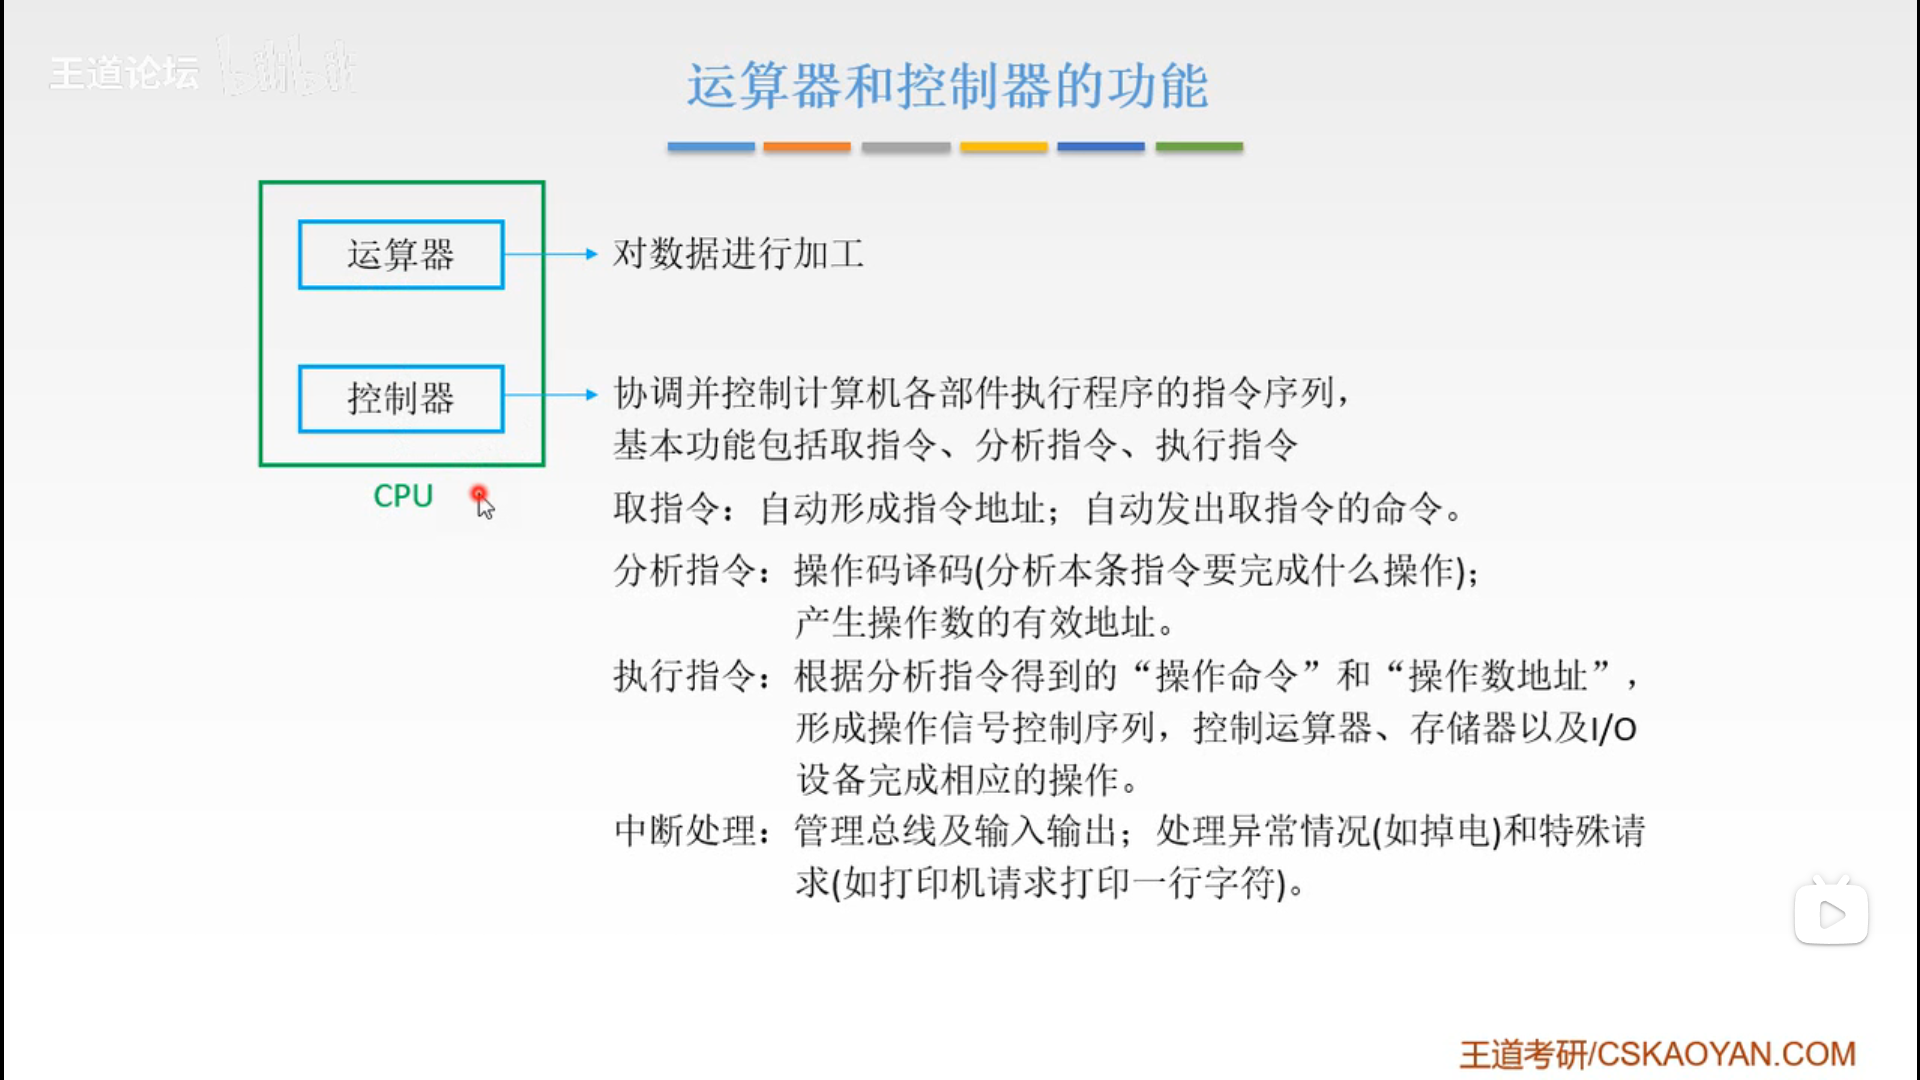 王道论坛 bilibili
运算器和控制器的功能
运算器
对数据进行加工
控制器
协调并控制计算机各部件执行程序的指令序列，
基本功能包括取指令、分析指令、执行指令
CPU
取指令：自动形成指令地址；自动发出取指令的命令。
分析指令：操作码译码(分析本条指令要完成什么操作)；
产生操作数的有效地址。
执行指令：根据分析指令得到的“操作命令”和“操作数地址”，
形成操作信号控制序列，控制运算器、存储器以及I/O
设备完成相应的操作。
中断处理：管理总线及输入输出；处理异常情况(如掉电)和特殊请
求(如打印机请求打印一行字符)。
王道考研/CSKAOYAN.COM